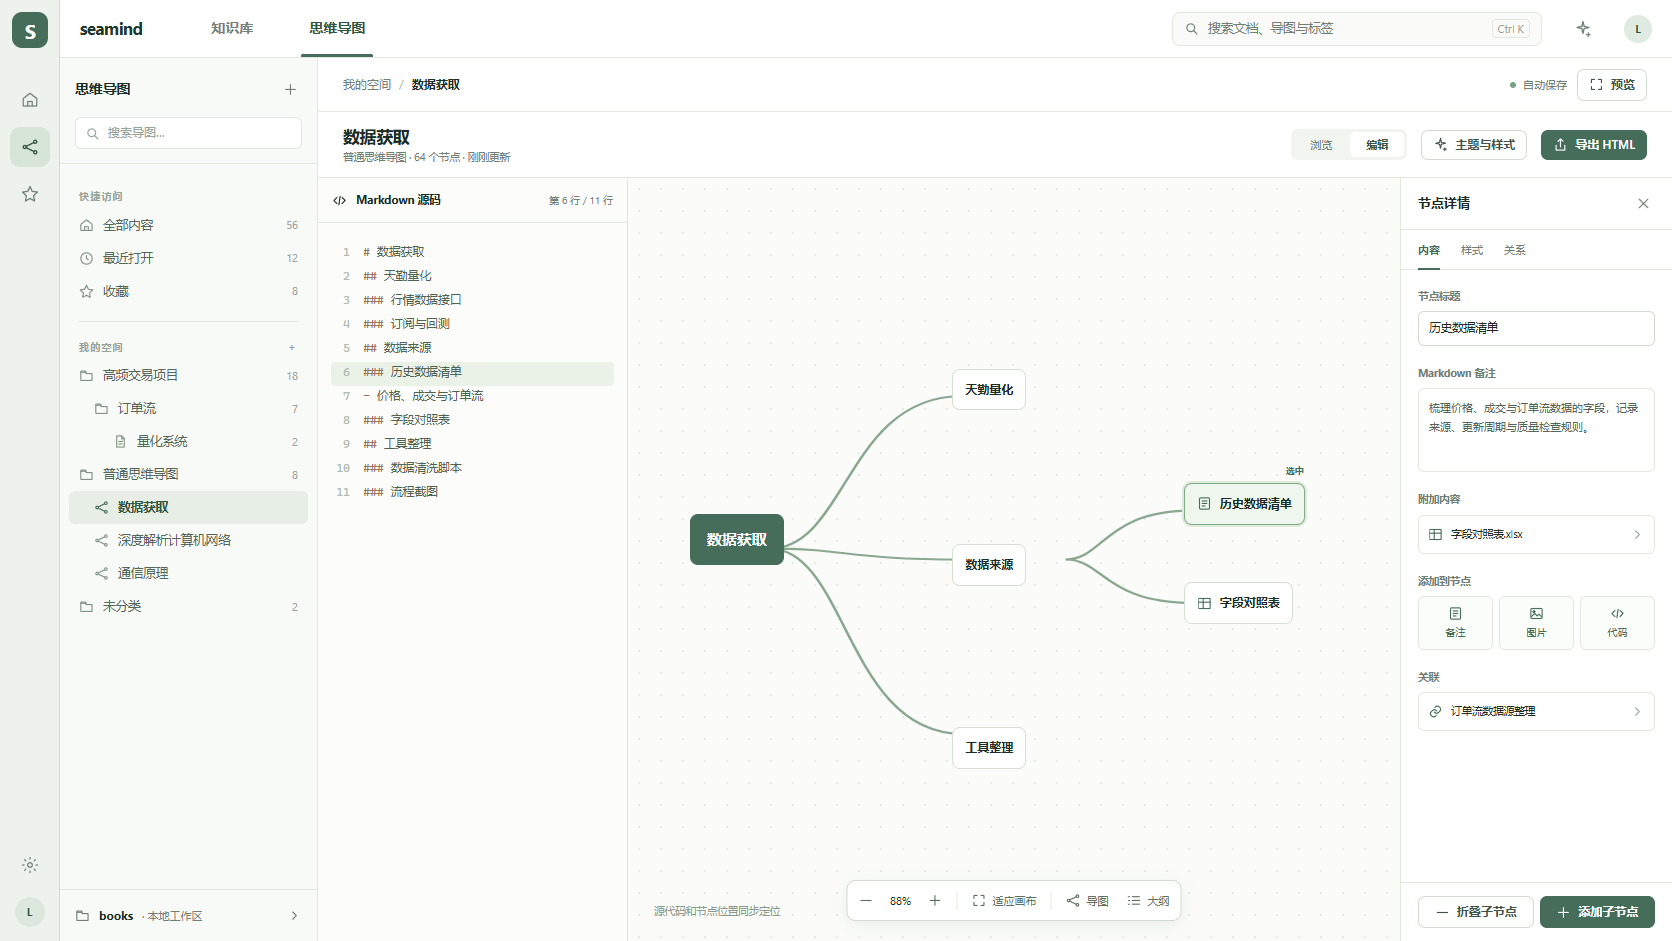 S
seamind
知识库
思维导图
搜索文档、导图与标签
Ctrl K
L
思维导图
搜索导图...
快捷访问
全部内容 56
最近打开 12
收藏 8
我的空间
高频交易项目 18
订单流 7
量化系统 2
普通思维导图 8
数据获取
深度解析计算机网络
通信原理
未分类 2
L
books · 本地工作区
我的空间 / 数据获取
自动保存
预览
数据获取
普通思维导图 · 64 个节点 · 刚刚更新
浏览
编辑
主题与样式
导出 HTML
Markdown 源码
第 6 行 / 11 行
1 # 数据获取
2 ## 天勤量化
3 ### 行情数据接口
4 ### 订阅与回测
5 ## 数据来源
6 ### 历史数据清单
7 - 价格、成交与订单流
8 ### 字段对照表
9 ## 工具整理
10 ### 数据清洗脚本
11 ### 流程截图
天勤量化
选中
历史数据清单
数据获取
数据来源
字段对照表
工具整理
源代码和节点位置同步定位
88%
适应画布
导图
大纲
节点详情
内容
样式
关系
节点标题
历史数据清单
Markdown 备注
梳理价格、成交与订单流数据的字段，记录
来源、更新周期与质量检查规则。
附加内容
字段对照表.xlsx
添加到节点
备注
图片
代码
关联
订单流数据源整理
折叠子节点
添加子节点